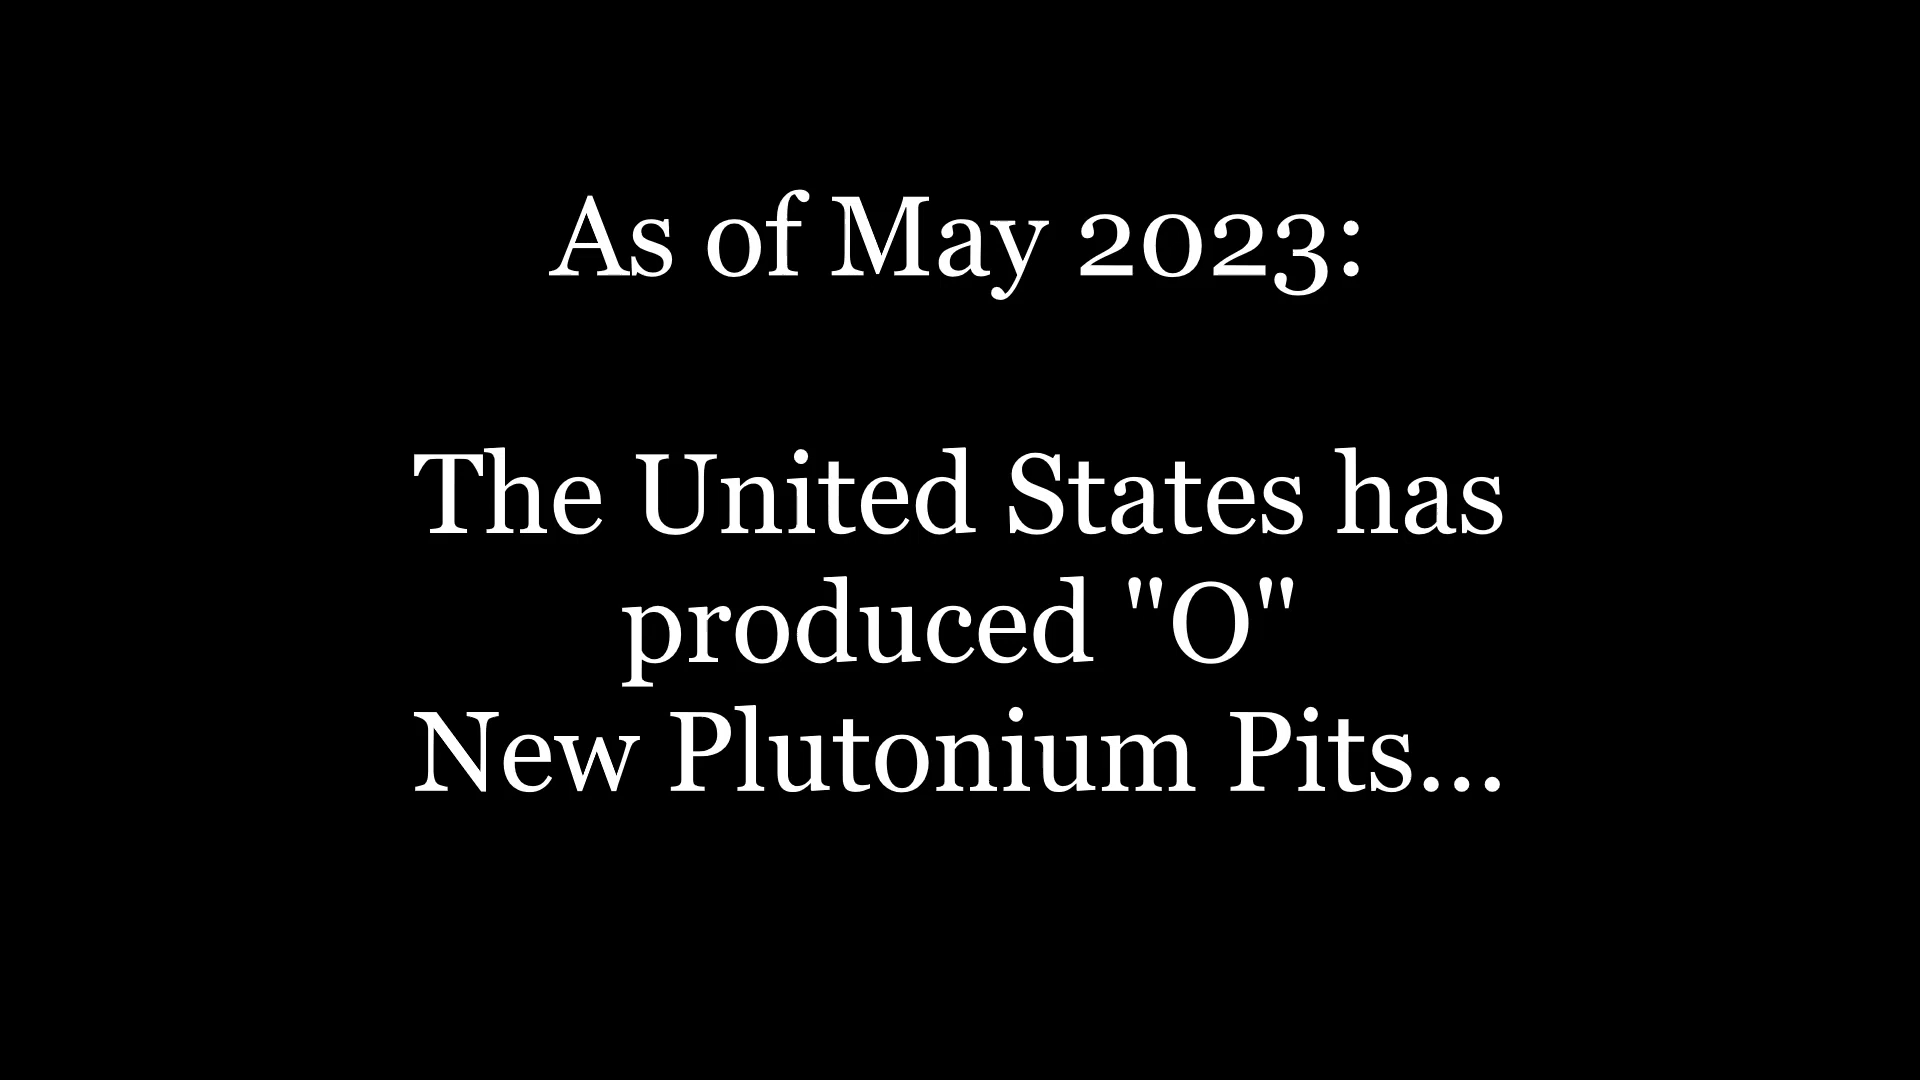 As of May 2023:
The United States has
produced "O"
New Plutonium Pits...